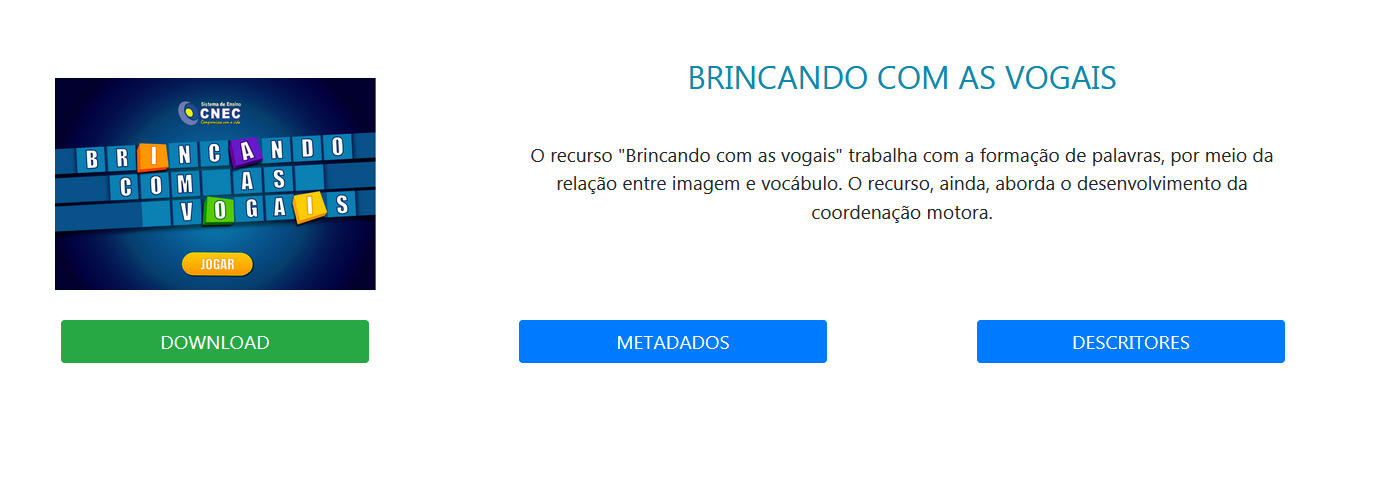 BRINCANDO COM AS VOGAIS
Sistema de Ensino
CNEC
Compromisso com a vida
BRINCANDO
COM AS
VOGAIS
JOGAR
O recurso "Brincando com as vogais" trabalha com a formação de palavras, por meio da
relação entre imagem e vocábulo. O recurso, ainda, aborda o desenvolvimento da
coordenação motora.
DOWNLOAD
METADADOS
DESCRITORES